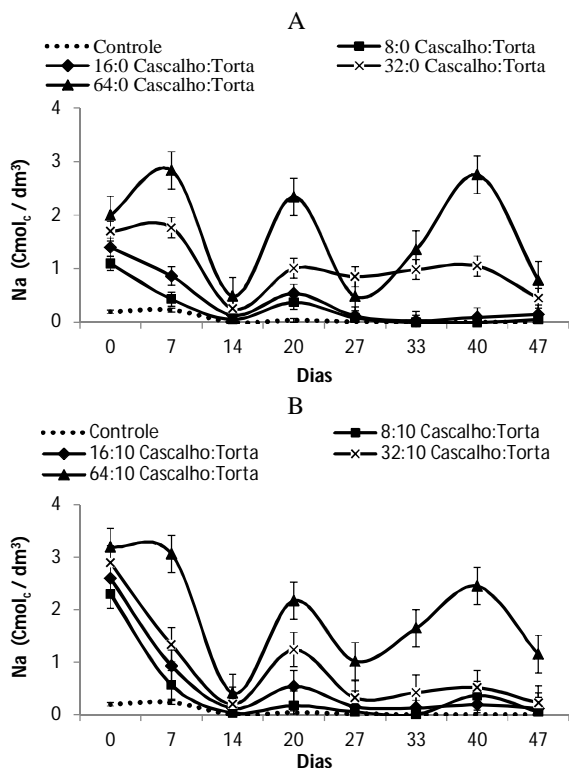 A
Controle 8:0 Cascalho:Torta
16:0 Cascalho:Torta 32:0 Cascalho:Torta
64:0 Cascalho:Torta
4
3
2
1
0
Na (Cmolc / dm³)
0 7 14 20 27 33 40 47
Dias
B
Controle 8:10 Cascalho:Torta
16:10 Cascalho:Torta 32:10 Cascalho:Torta
64:10 Cascalho:Torta
4
3
2
1
0
Na (Cmolc / dm³)
0 7 14 20 27 33 40 47
Dias